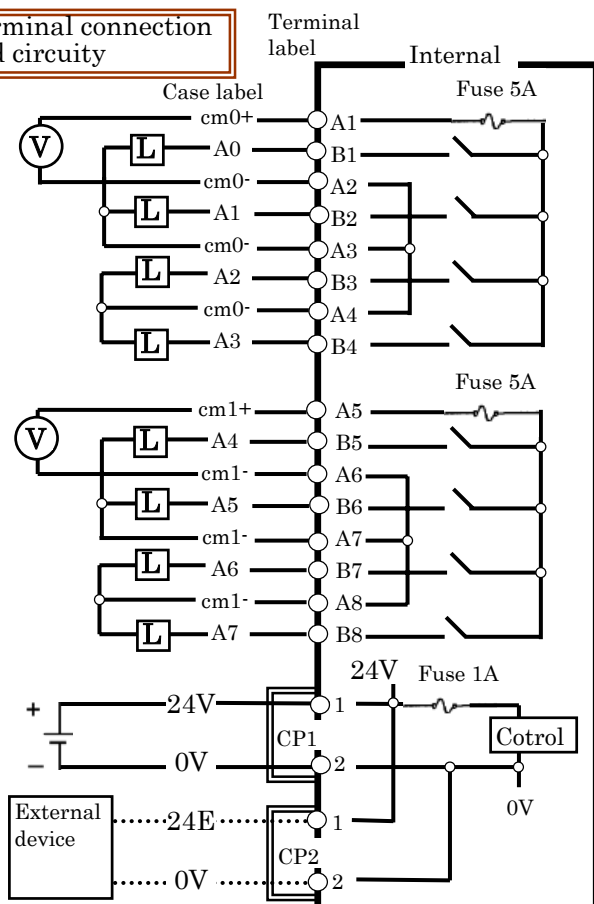 rminal connection
d circuity
Terminal
label
Internal
Case label
Fuse 5A
V
cm0+ A1
L A0 B1
cm0- A2
L A1 B2
cm0- A3
L A2 B3
cm0- A4
L A3 B4
Fuse 5A
V
cm1+ A5
L A4 B5
cm1- A6
L A5 B6
cm1- A7
L A6 B7
cm1- A8
L A7 B8
24V Fuse 1A
+ 24V 1
CP1 Cotrol
− 0V 2
0V
External
device
24E 1
CP2
0V 2